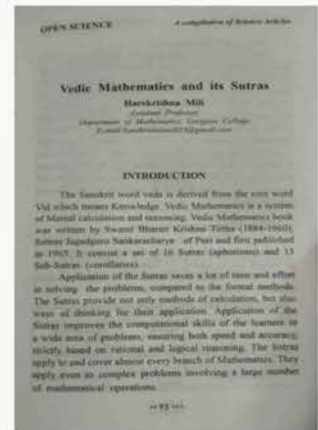 OPEN SCIENCE A compilation of Science Articles
Vedic Mathematics and its Sutras
Harekrishna Mili
Assistant Professor
Department of Mathematics, Gargaon College
INTRODUCTION
The Sanskrit word veda is derived from the root word
Vid which means Knowledge. Vedic Mathematics is a system
of Mental calculation and reasoning. Vedic Mathematics book
was written by Swami Bharati Krishna Tirtha (1884-1960),
former Jagadguru Sankaracharya of Puri and first published
in 1965. It consist a set of 16 Sutras (aphorisms) and 13
Sub-Sutras (corollaries).
Application of the Sutras saves a lot of time and effort
in solving the problems, compared to the formal methods.
The Sutras provide not only methods of calculation, but also
ways of thinking for their application. Application of the
Sutras improves the computational skills of the learners in
a wide area of problems, ensuring both speed and accuracy,
strictly based on rational and logical reasoning. The Sutras
apply to and cover almost every branch of Mathematics. They
apply even to complex problems involving a large number
of mathematical operations.
95